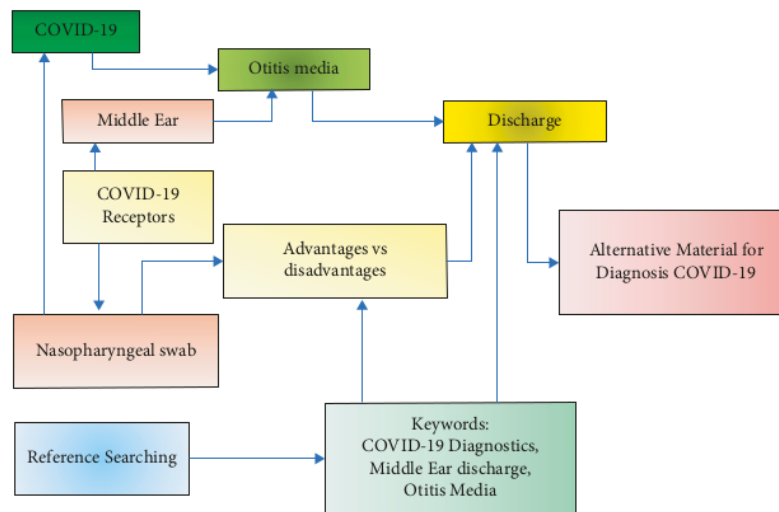 COVID-19
Otitis media
Middle Ear
Discharge
COVID-19
Receptors
Advantages vs
disadvantages
Alternative Material for
Diagnosis COVID-19
Nasopharyngeal swab
Reference Searching
Keywords:
COVID-19 Diagnostics,
Middle Ear discharge,
Otitis Media